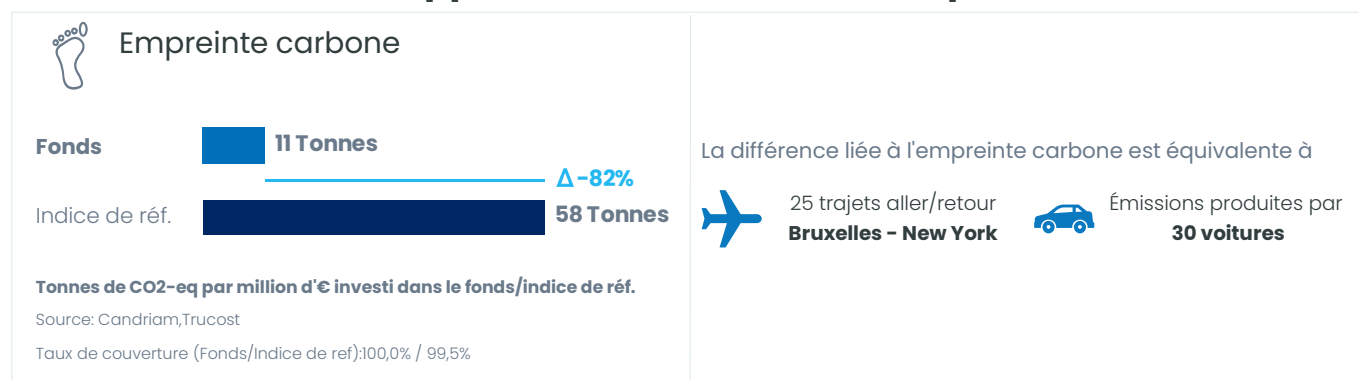 Empreinte carbone
Fonds
11 Tonnes
Δ-82%
Indice de réf.
58 Tonnes
Tonnes de CO2-eq par million d'€ investi dans le fonds/indice de réf.
Source: Candriam,Trucost
Taux de couverture (Fonds/Indice de ref):100,0% / 99,5%
La différence liée à l'empreinte carbone est équivalente à
25 trajets aller/retour
Bruxelles - New York
Émissions produites par
30 voitures